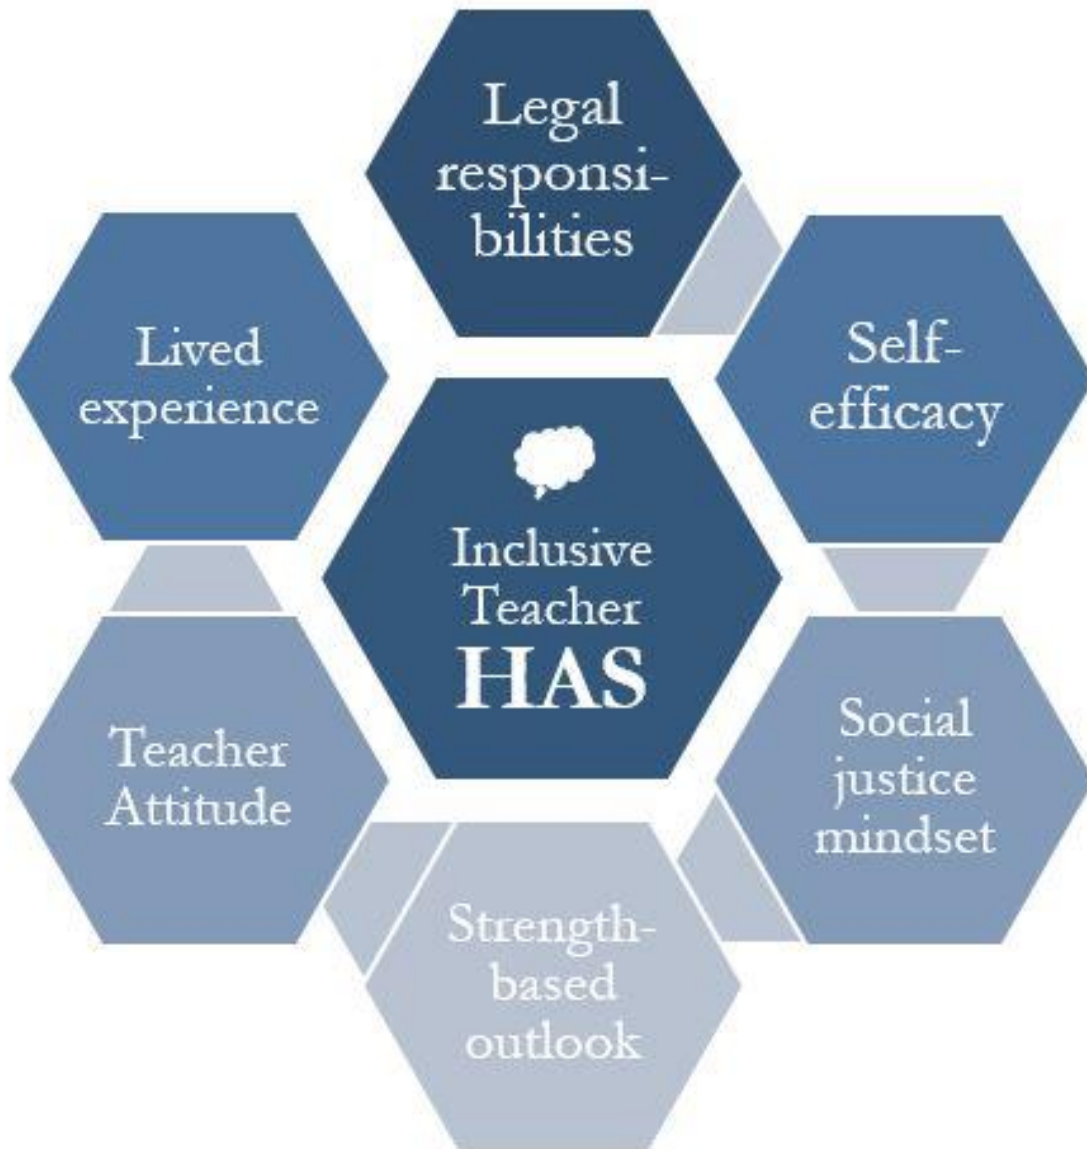 Legal
responsi-
bilities
Self-
efficacy
Social
justice
mindset
Strength-
based
outlook
Teacher
Attitude
Lived
experience
Inclusive
Teacher
HAS